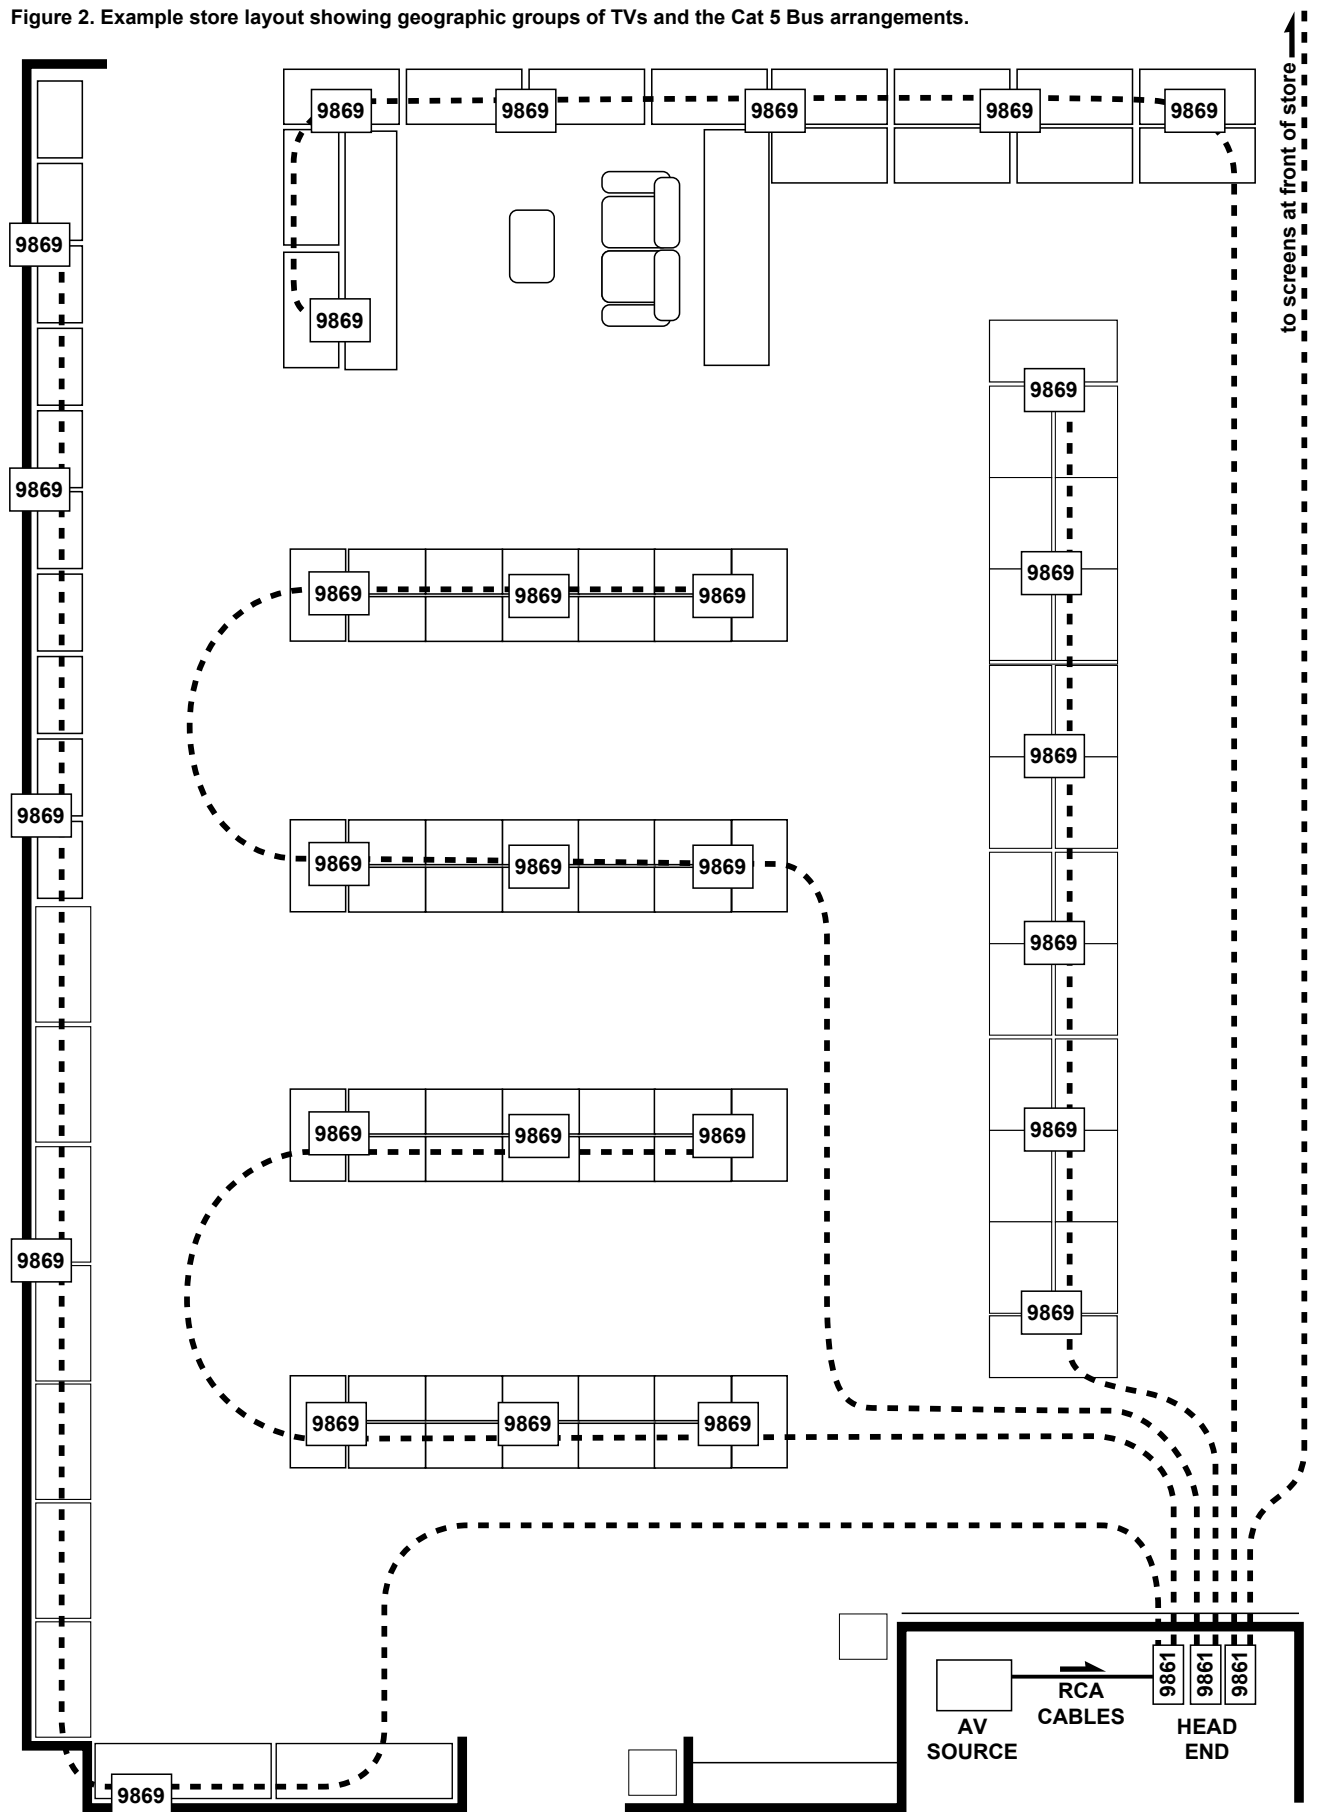 Figure 2. Example store layout showing geographic groups of TVs and the Cat 5 Bus arrangements.
to screens at front of store
9869 9869 9869 9869 9869
9869
9869
9869
9869
9869
9869 9869 9869
9869
9869
9869
9869 9869 9869
9869
9869 9869 9869
9869
9869
9869
9869 9869 9869
9861 9861 9861
RCA
CABLES
AV
SOURCE
HEAD
END
9869